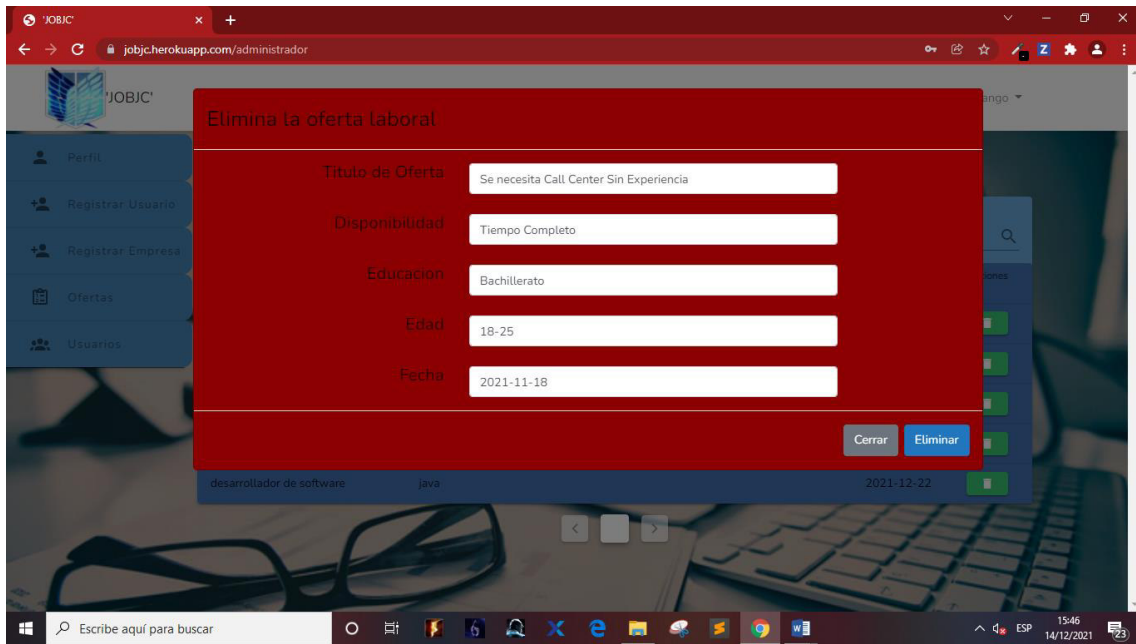 'JOBJC'
jobjc.herokuapp.com/administrador
'JOBJC'
ango
Elimina la oferta laboral
Perfil
Registrar Usuario
Registrar Empresa
Ofertas
Usuarios
Titulo de Oferta
Se necesita Call Center Sin Experiencia
Disponibilidad
Tiempo Completo
Educacion
Bachillerato
Edad
18-25
Fecha
2021-11-18
iones
Cerrar Eliminar
desarrollador de software java 2021-12-22
Escribe aquí para buscar
ESP
15:46
14/12/2021
23